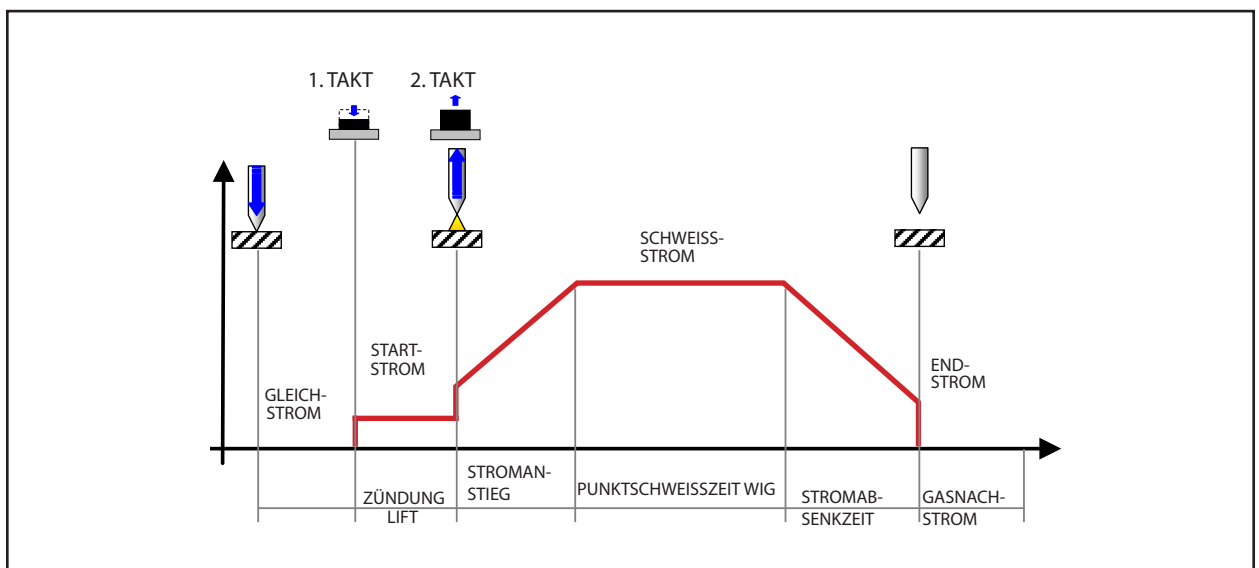 1. TAKT
2. TAKT
SCHWEISS-
STROM
START-
STROM
END-
STROM
GLEICH-
STROM
STROMAN-
STIEG
PUNKTSCHWEISSZEIT WIG
ZÜNDUNG
LIFT
STROMAB-
SENKZEIT
GASNACH-
STROM